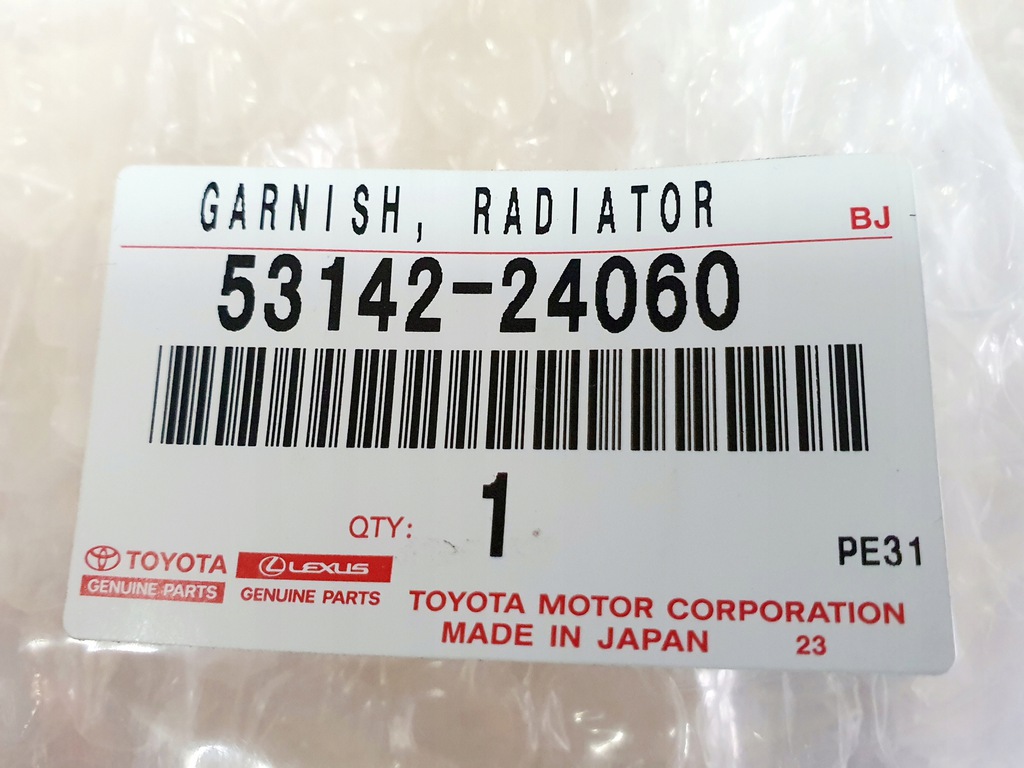 GARNISH, RADIATOR BJ
53142-24060
QTY: 1
PE31
TOYOTA LEXUS
GENUINE PARTS GENUINE PARTS
TOYOTA MOTOR CORPORATION
MADE IN JAPAN 23